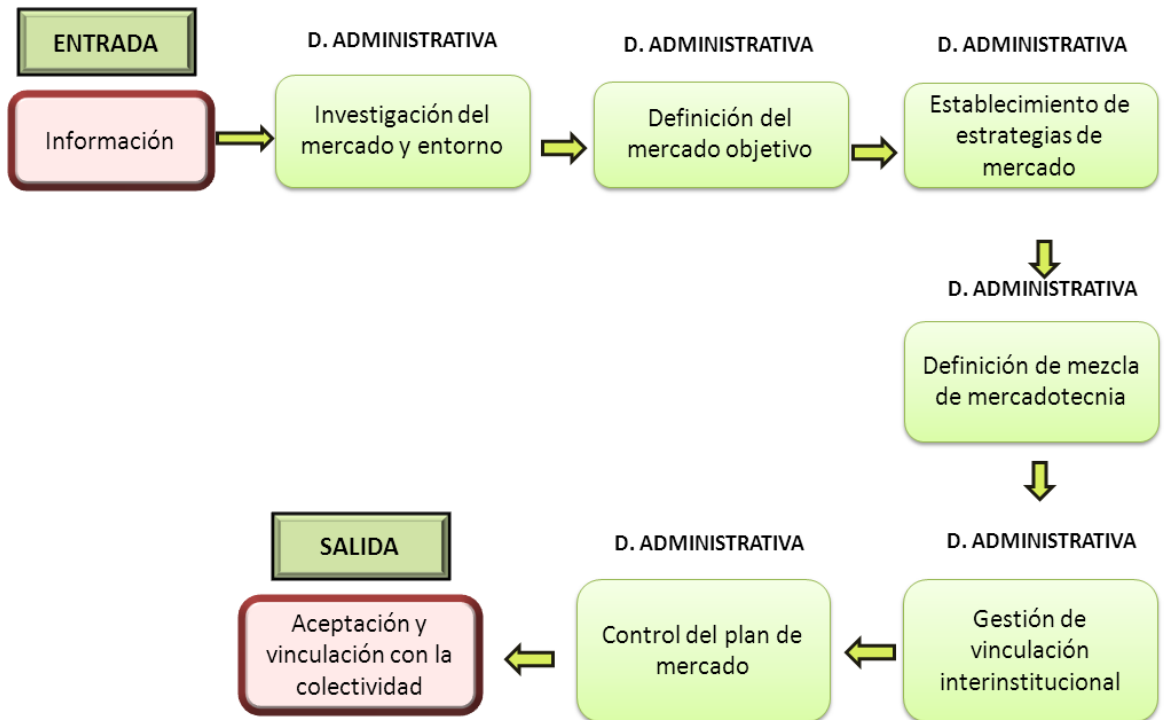 ENTRADA
Información
D. ADMINISTRATIVA
Investigación del
mercado y entorno
D. ADMINISTRATIVA
Definición del
mercado objetivo
D. ADMINISTRATIVA
Establecimiento de
estrategias de
mercado
D. ADMINISTRATIVA
Definición de mezcla
de mercadotecnia
D. ADMINISTRATIVA
Gestión de
vinculación
interinstitucional
D. ADMINISTRATIVA
Control del plan de
mercado
SALIDA
Aceptación y
vinculación con la
colectividad